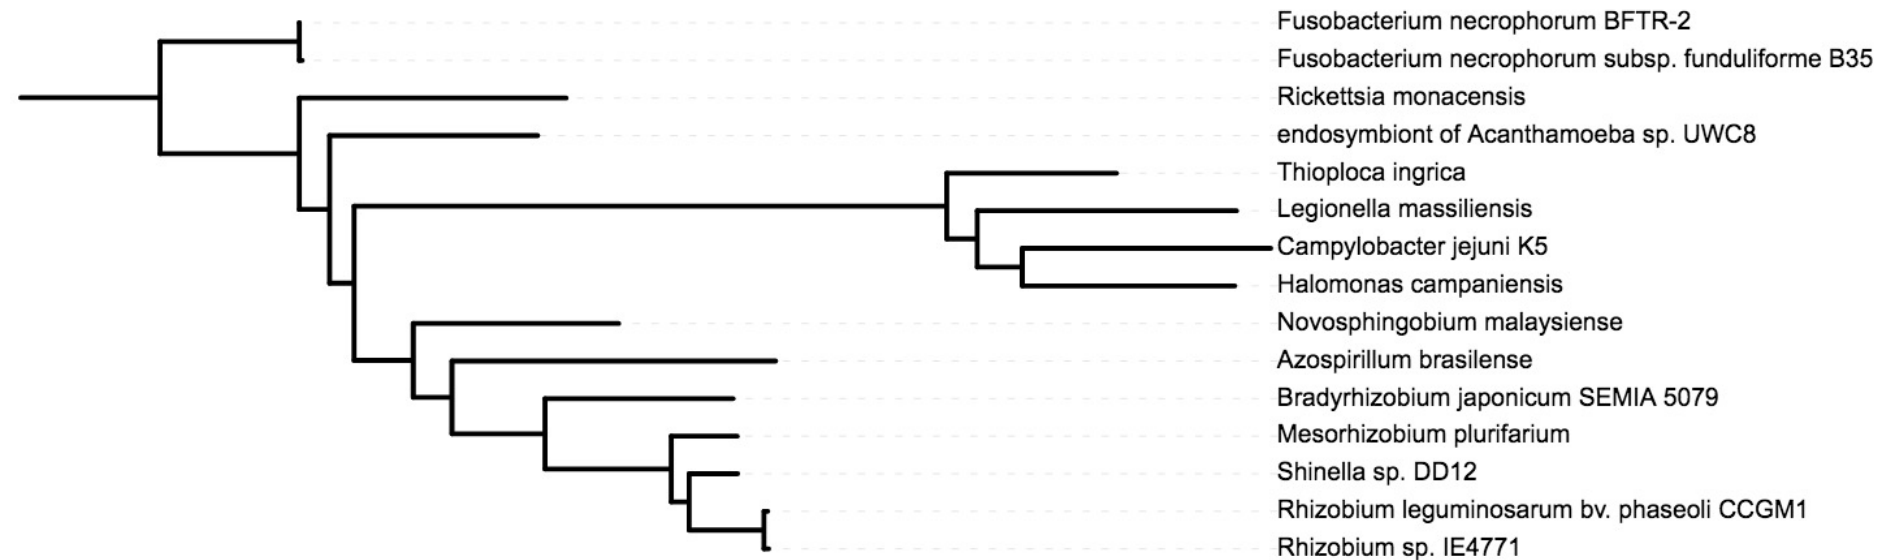 Fusobacterium necrophorum BFTR-2
Fusobacterium necrophorum subsp. funduliforme B35
Rickettsia monacensis
endosymbiont of Acanthamoeba sp. UWC8
Thioploca ingrica
Legionella massiliensis
Campylobacter jejuni K5
Halomonas campaniensis
Novosphingobium malaysiense
Azospirillum brasilense
Bradyrhizobium japonicum SEMIA 5079
Mesorhizobium plurifarium
Shinella sp. DD12
Rhizobium leguminosarum bv. phaseoli CCGM1
Rhizobium sp. IE4771